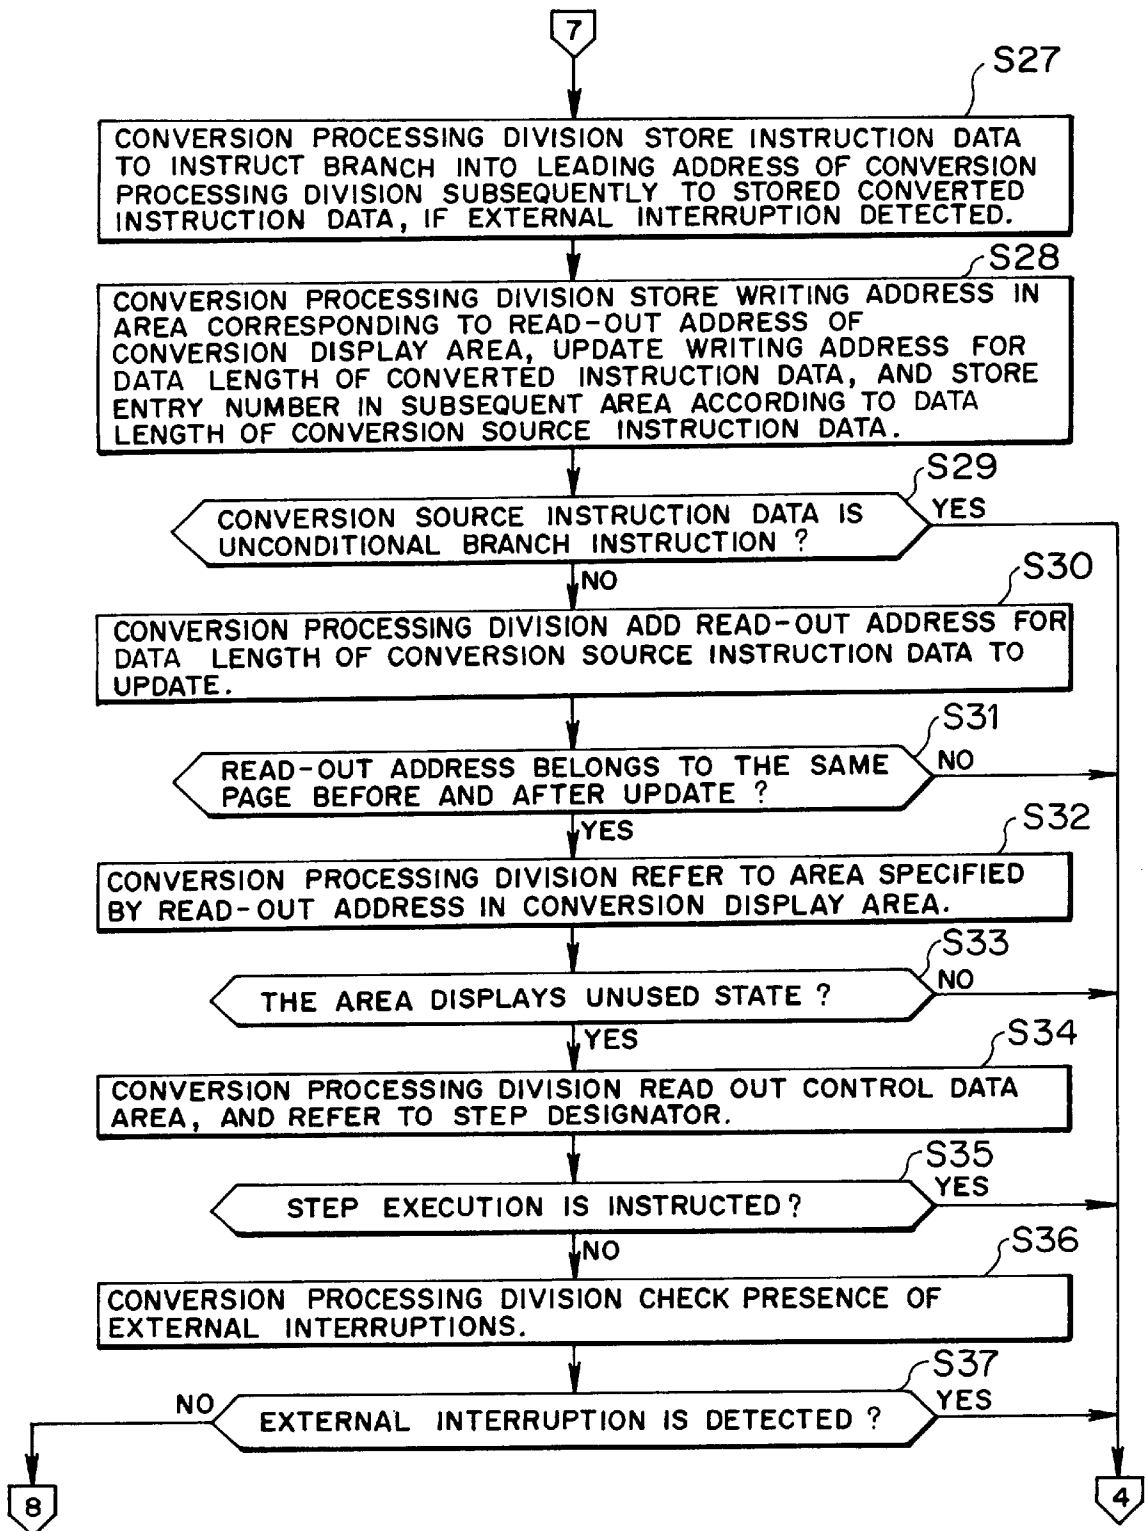 7
S27
CONVERSION PROCESSING DIVISION STORE INSTRUCTION DATA
TO INSTRUCT BRANCH INTO LEADING ADDRESS OF CONVERSION
PROCESSING DIVISION SUBSEQUENTLY TO STORED CONVERTED
INSTRUCTION DATA, IF EXTERNAL INTERRUPTION DETECTED.
S28
CONVERSION PROCESSING DIVISION STORE WRITING ADDRESS IN
AREA CORRESPONDING TO READ-OUT ADDRESS OF
CONVERSION DISPLAY AREA, UPDATE WRITING ADDRESS FOR
DATA LENGTH OF CONVERTED INSTRUCTION DATA, AND STORE
ENTRY NUMBER IN SUBSEQUENT AREA ACCORDING TO DATA
LENGTH OF CONVERSION SOURCE INSTRUCTION DATA.
S29
CONVERSION SOURCE INSTRUCTION DATA IS
UNCONDITIONAL BRANCH INSTRUCTION ?
YES
NO
S30
CONVERSION PROCESSING DIVISION ADD READ-OUT ADDRESS FOR
DATA LENGTH OF CONVERSION SOURCE INSTRUCTION DATA TO
UPDATE.
S31
READ-OUT ADDRESS BELONGS TO THE SAME
PAGE BEFORE AND AFTER UPDATE ?
NO
YES
S32
CONVERSION PROCESSING DIVISION REFER TO AREA SPECIFIED
BY READ-OUT ADDRESS IN CONVERSION DISPLAY AREA.
S33
THE AREA DISPLAYS UNUSED STATE ?
NO
YES
S34
CONVERSION PROCESSING DIVISION READ OUT CONTROL DATA
AREA, AND REFER TO STEP DESIGNATOR.
S35
STEP EXECUTION IS INSTRUCTED ?
YES
NO
S36
CONVERSION PROCESSING DIVISION CHECK PRESENCE OF
EXTERNAL INTERRUPTIONS.
S37
NO
EXTERNAL INTERRUPTION IS DETECTED ?
YES
8
4